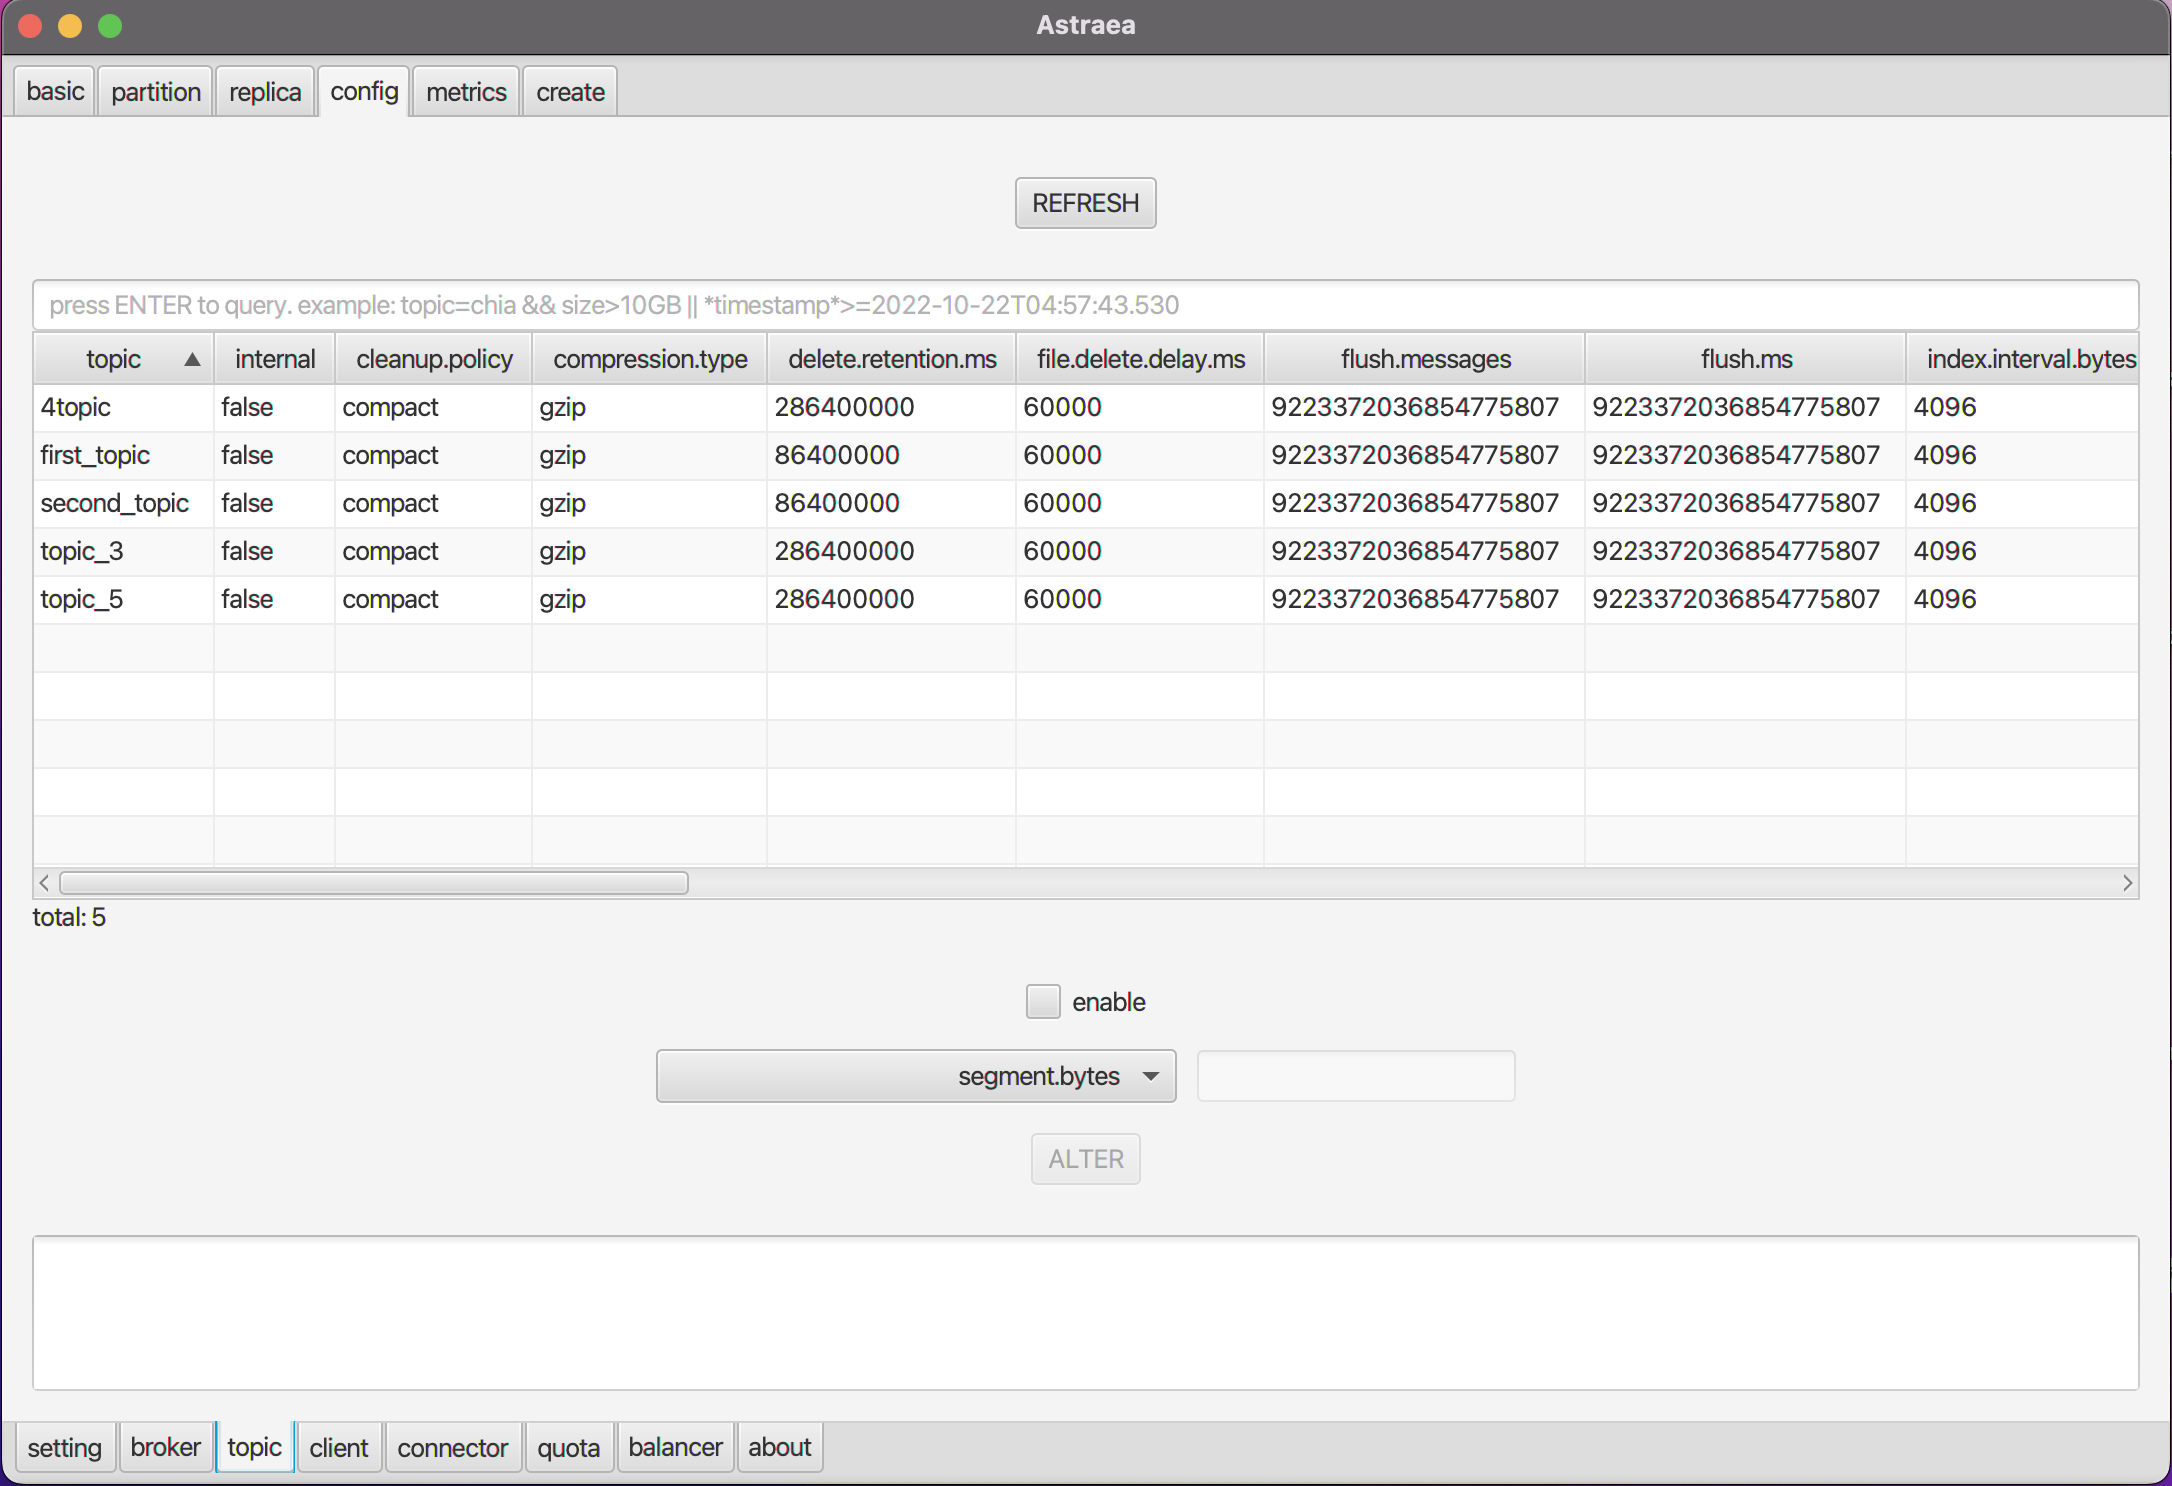 Astraea
basic partition replica config metrics create
REFRESH
press ENTER to query. example: topic=chia && size>10GB || *timestamp*>=2022-10-22T04:57:43.530
topic internal cleanup.policy compression.type delete.retention.ms file.delete.delay.ms flush.messages flush.ms index.interval.bytes
4topic false compact gzip 286400000 60000 9223372036854775807 9223372036854775807 4096
first_topic false compact gzip 86400000 60000 9223372036854775807 9223372036854775807 4096
second_topic false compact gzip 86400000 60000 9223372036854775807 9223372036854775807 4096
topic_3 false compact gzip 286400000 60000 9223372036854775807 9223372036854775807 4096
topic_5 false compact gzip 286400000 60000 9223372036854775807 9223372036854775807 4096
total: 5
enable
segment.bytes
ALTER
setting broker topic client connector quota balancer about